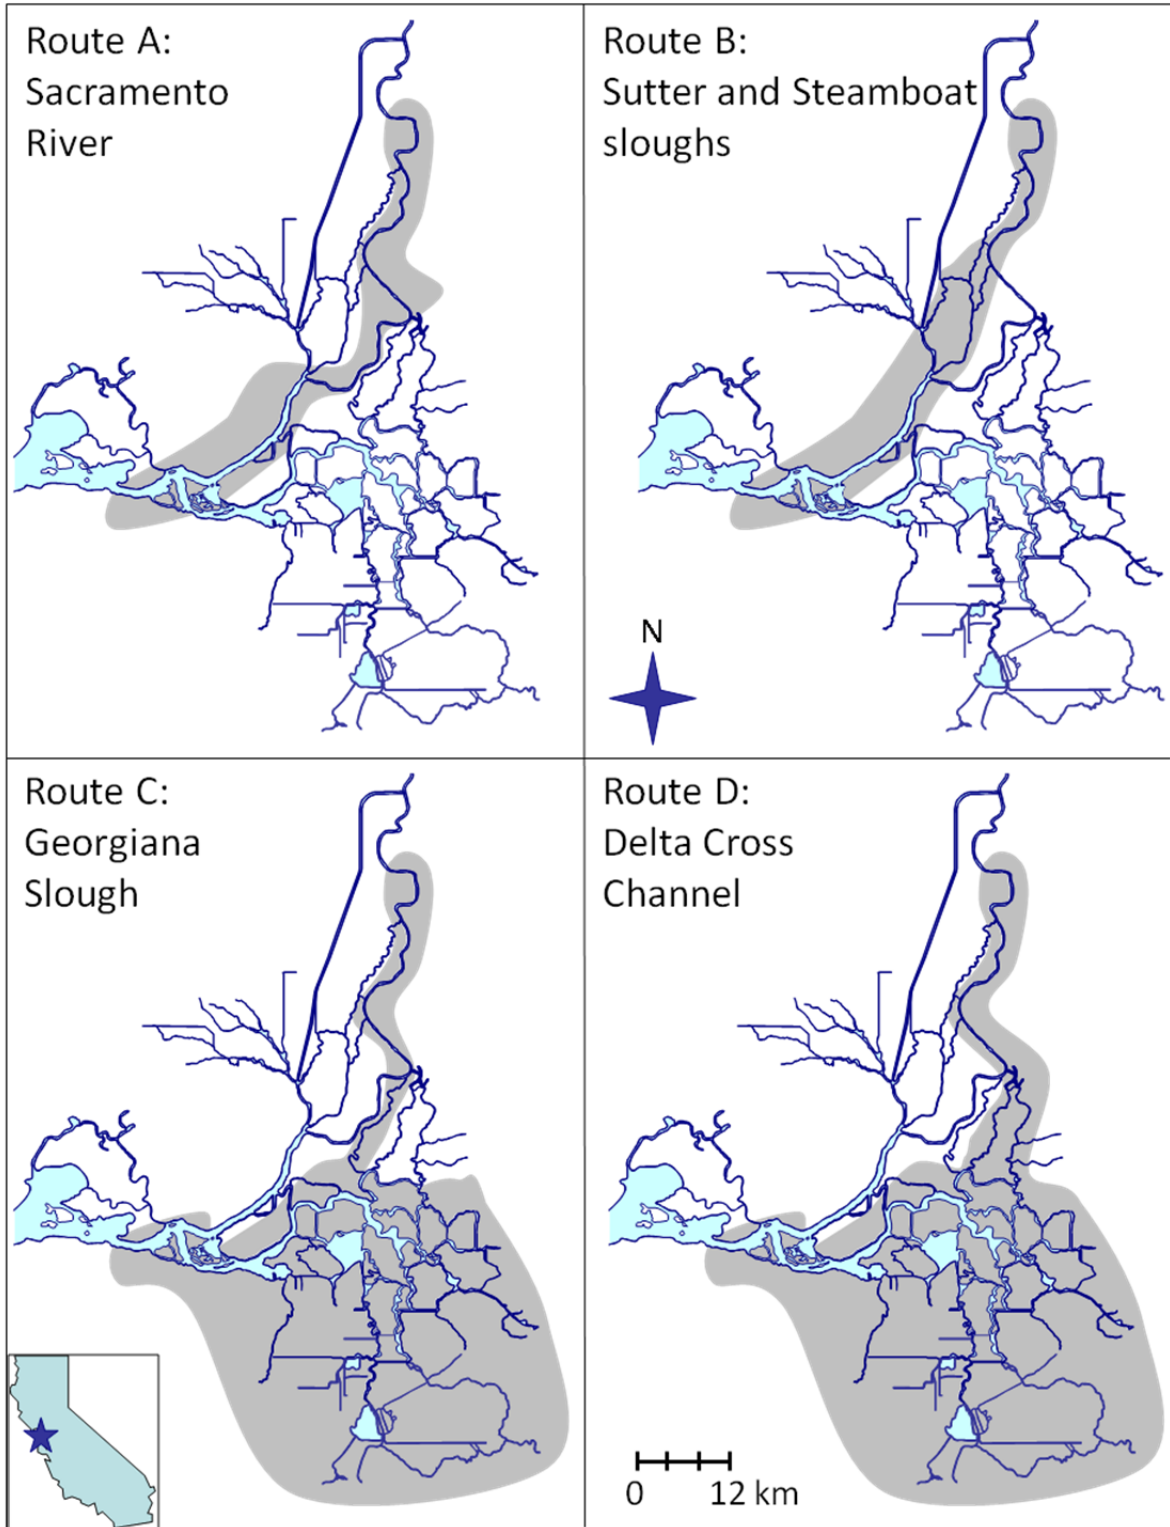 Route A:
Sacramento
River
Route B:
Sutter and Steamboat
sloughs
N
Route C:
Georgiana
Slough
Route D:
Delta Cross
Channel
0 12 km